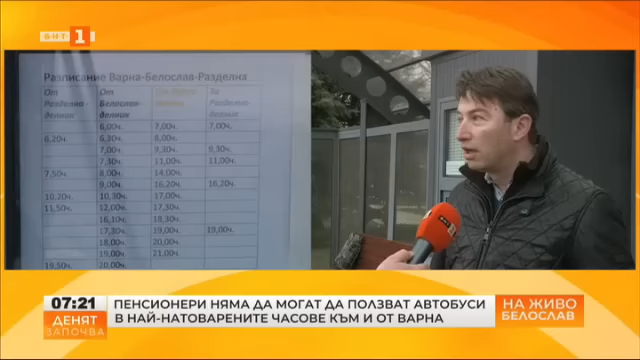 БНТ 1
Разписание Варна-Белослав-Разделна
От Разделна-делник От Белослав-делник За Разделна-делник
6,00ч. 7,00ч. 7,00ч.
6,20ч. 6,30ч. 8,00ч.
7,00ч. 9,30ч. 9,30ч.
7,30ч. 11,00ч. 11,00ч.
7,50ч. 8,00ч. 14,00ч.
9,00ч. 16,20ч. 16,20ч.
10,20ч. 10,30ч. 17,00ч.
11,50ч. 12,00ч. 17,30ч.
16,10ч. 18,30ч.
17,30ч. 19,00ч. 19,00ч.
18,00ч. 20,00ч.
19,00ч. 21,00ч.
19,50ч. 20,00ч.
07:21
ДЕНЯТ
ЗАПОЧВА
ПЕНСИОНЕРИ НЯМА ДА МОГАТ ДА ПОЛЗВАТ АВТОБУСИ
В НАЙ-НАТОВАРЕНИТЕ ЧАСОВЕ КЪМ И ОТ ВАРНА
НА ЖИВО
БЕЛОСЛАВ